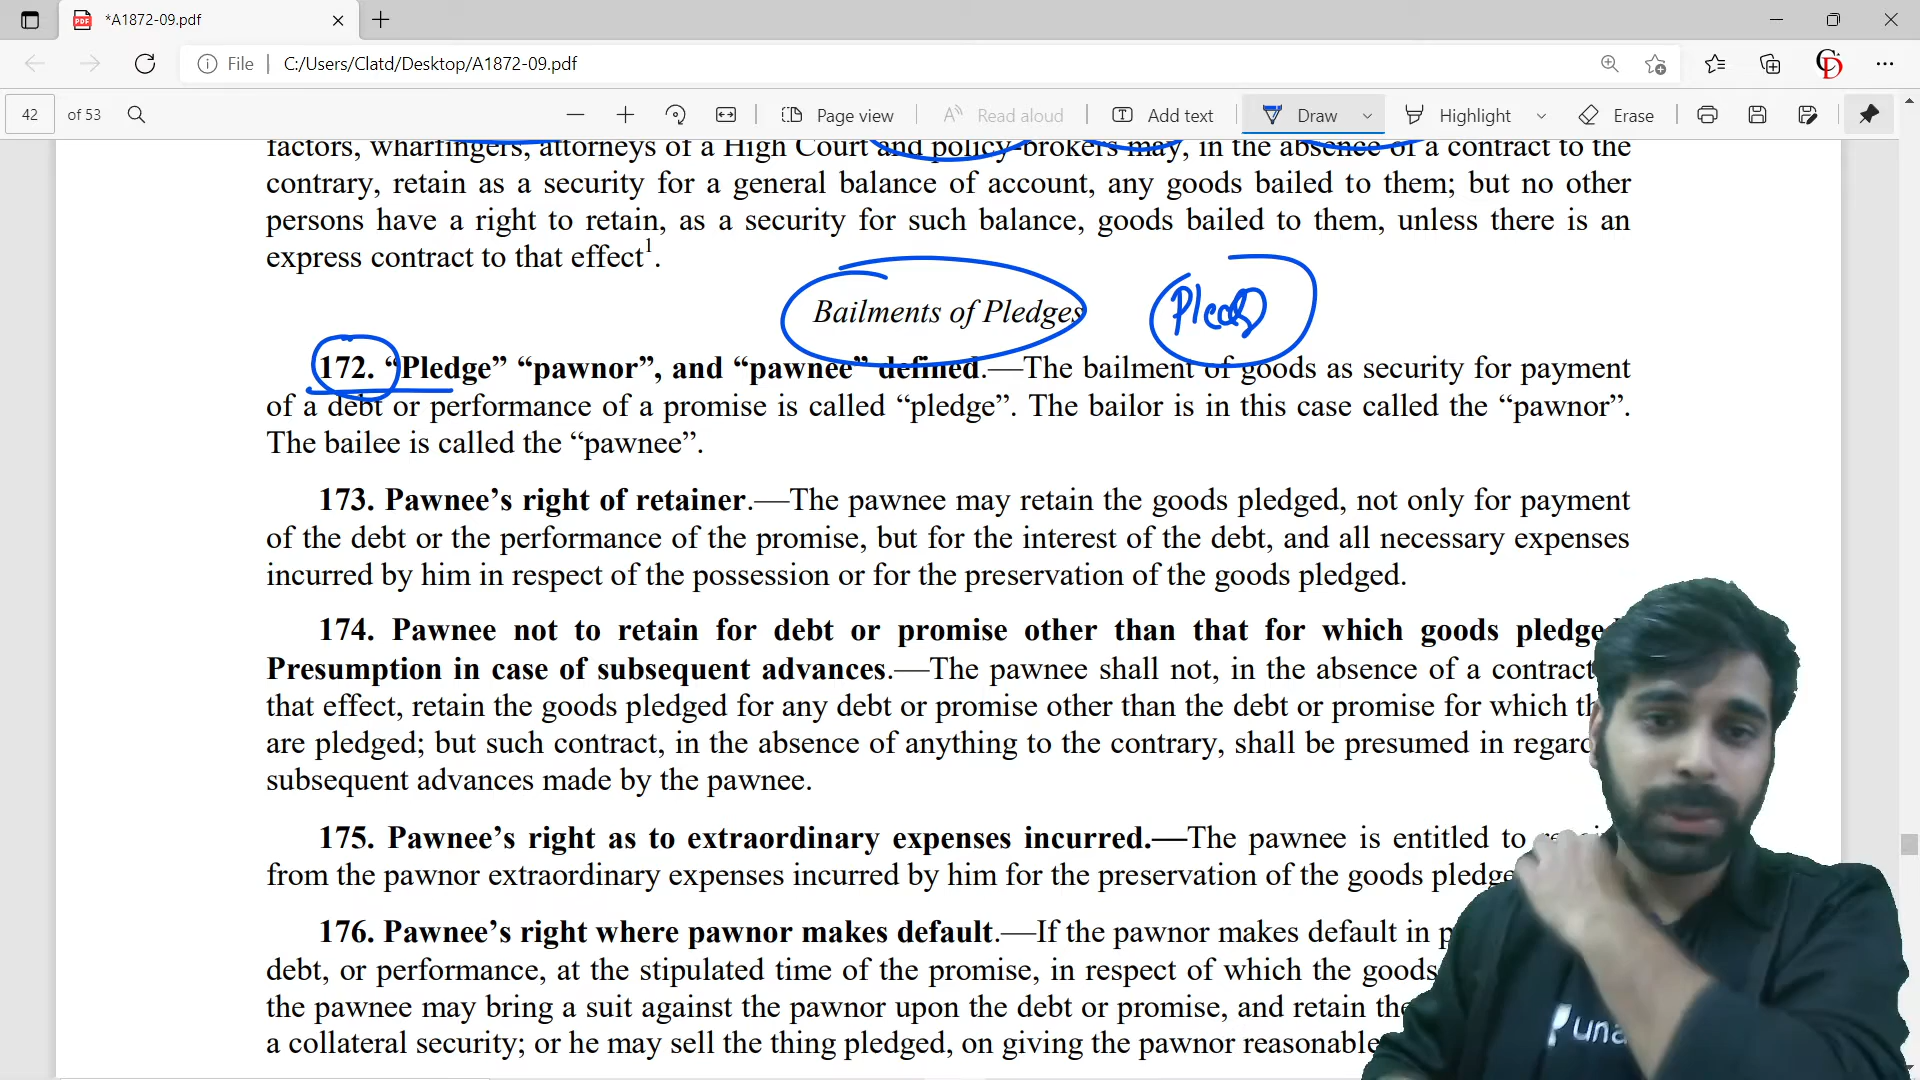 *A1872-09.pdf
File
C:/Users/Clatd/Desktop/A1872-09.pdf
42 of 53
Page view
Read aloud
Add text
Draw
Highlight
Erase
factors, wharfingers, attorneys of a High Court and policy-brokers may, in the absence of a contract to the
contrary, retain as a security for a general balance of account, any goods bailed to them; but no other
persons have a right to retain, as a security for such balance, goods bailed to them, unless there is an
express contract to that effect1.
Bailments of Pledges
172. “Pledge” “pawnor”, and “pawnee” defined.—The bailment of goods as security for payment
of a debt or performance of a promise is called “pledge”. The bailor is in this case called the “pawnor”.
The bailee is called the “pawnee”.
173. Pawnee’s right of retainer.—The pawnee may retain the goods pledged, not only for payment
of the debt or the performance of the promise, but for the interest of the debt, and all necessary expenses
incurred by him in respect of the possession or for the preservation of the goods pledged.
174. Pawnee not to retain for debt or promise other than that for which goods
Presumption in case of subsequent advances.—The pawnee shall not, in the absence of a contract
that effect, retain the goods pledged for any debt or promise other than the debt or promise for which
are pledged; but such contract, in the absence of anything to the contrary, shall be presumed in
subsequent advances made by the pawnee.
175. Pawnee’s right as to extraordinary expenses incurred.—The pawnee is entitled to
from the pawnor extraordinary expenses incurred by him for the preservation of the goods
176. Pawnee’s right where pawnor makes default.—If the pawnor makes default in
debt, or performance, at the stipulated time of the promise, in respect of which the goods
the pawnee may bring a suit against the pawnor upon the debt or promise, and retain
a collateral security; or he may sell the thing pledged, on giving the pawnor reasonable